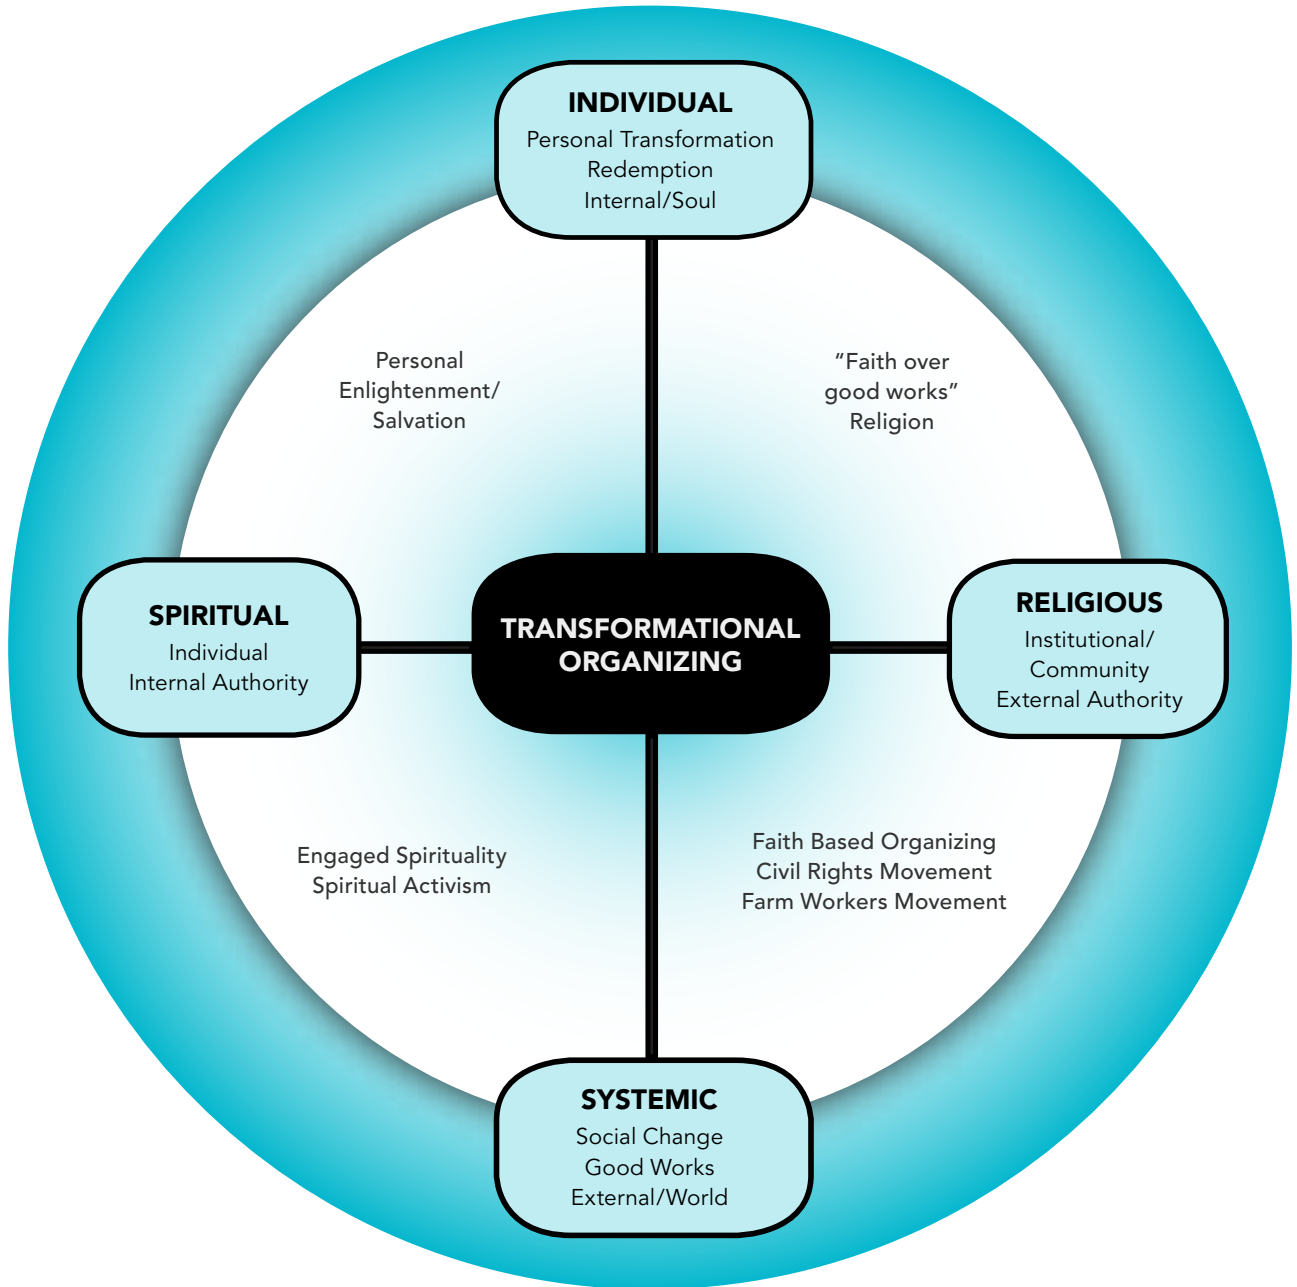 INDIVIDUAL
Personal Transformation
Redemption
Internal/Soul
Personal
Enlightenment/
Salvation
“Faith over
good works”
Religion
SPIRITUAL
Individual
Internal Authority
TRANSFORMATIONAL
ORGANIZING
RELIGIOUS
Institutional/
Community
External Authority
Engaged Spirituality
Spiritual Activism
Faith Based Organizing
Civil Rights Movement
Farm Workers Movement
SYSTEMIC
Social Change
Good Works
External/World